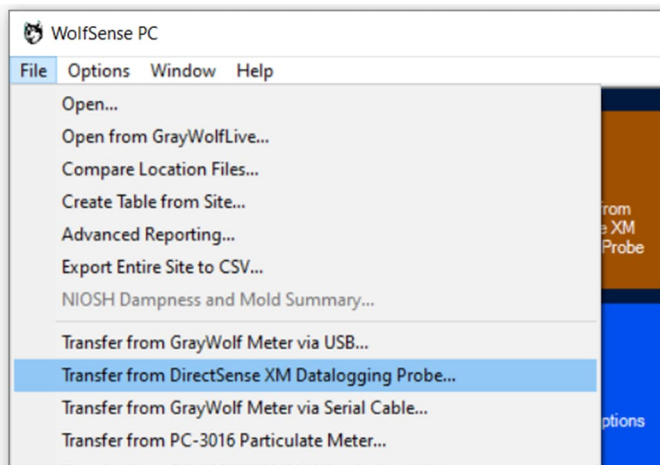 WolfSense PC
File Options Window Help
Open...
Open from GrayWolfLive...
Compare Location Files...
Create Table from Site...
Advanced Reporting...
Export Entire Site to CSV...
NIOSH Dampness and Mold Summary...
Transfer from GrayWolf Meter via USB...
Transfer from DirectSense XM Datalogging Probe...
Transfer from GrayWolf Meter via Serial Cable...
Transfer from PC-3016 Particulate Meter...
from
XM
Probe
ptions